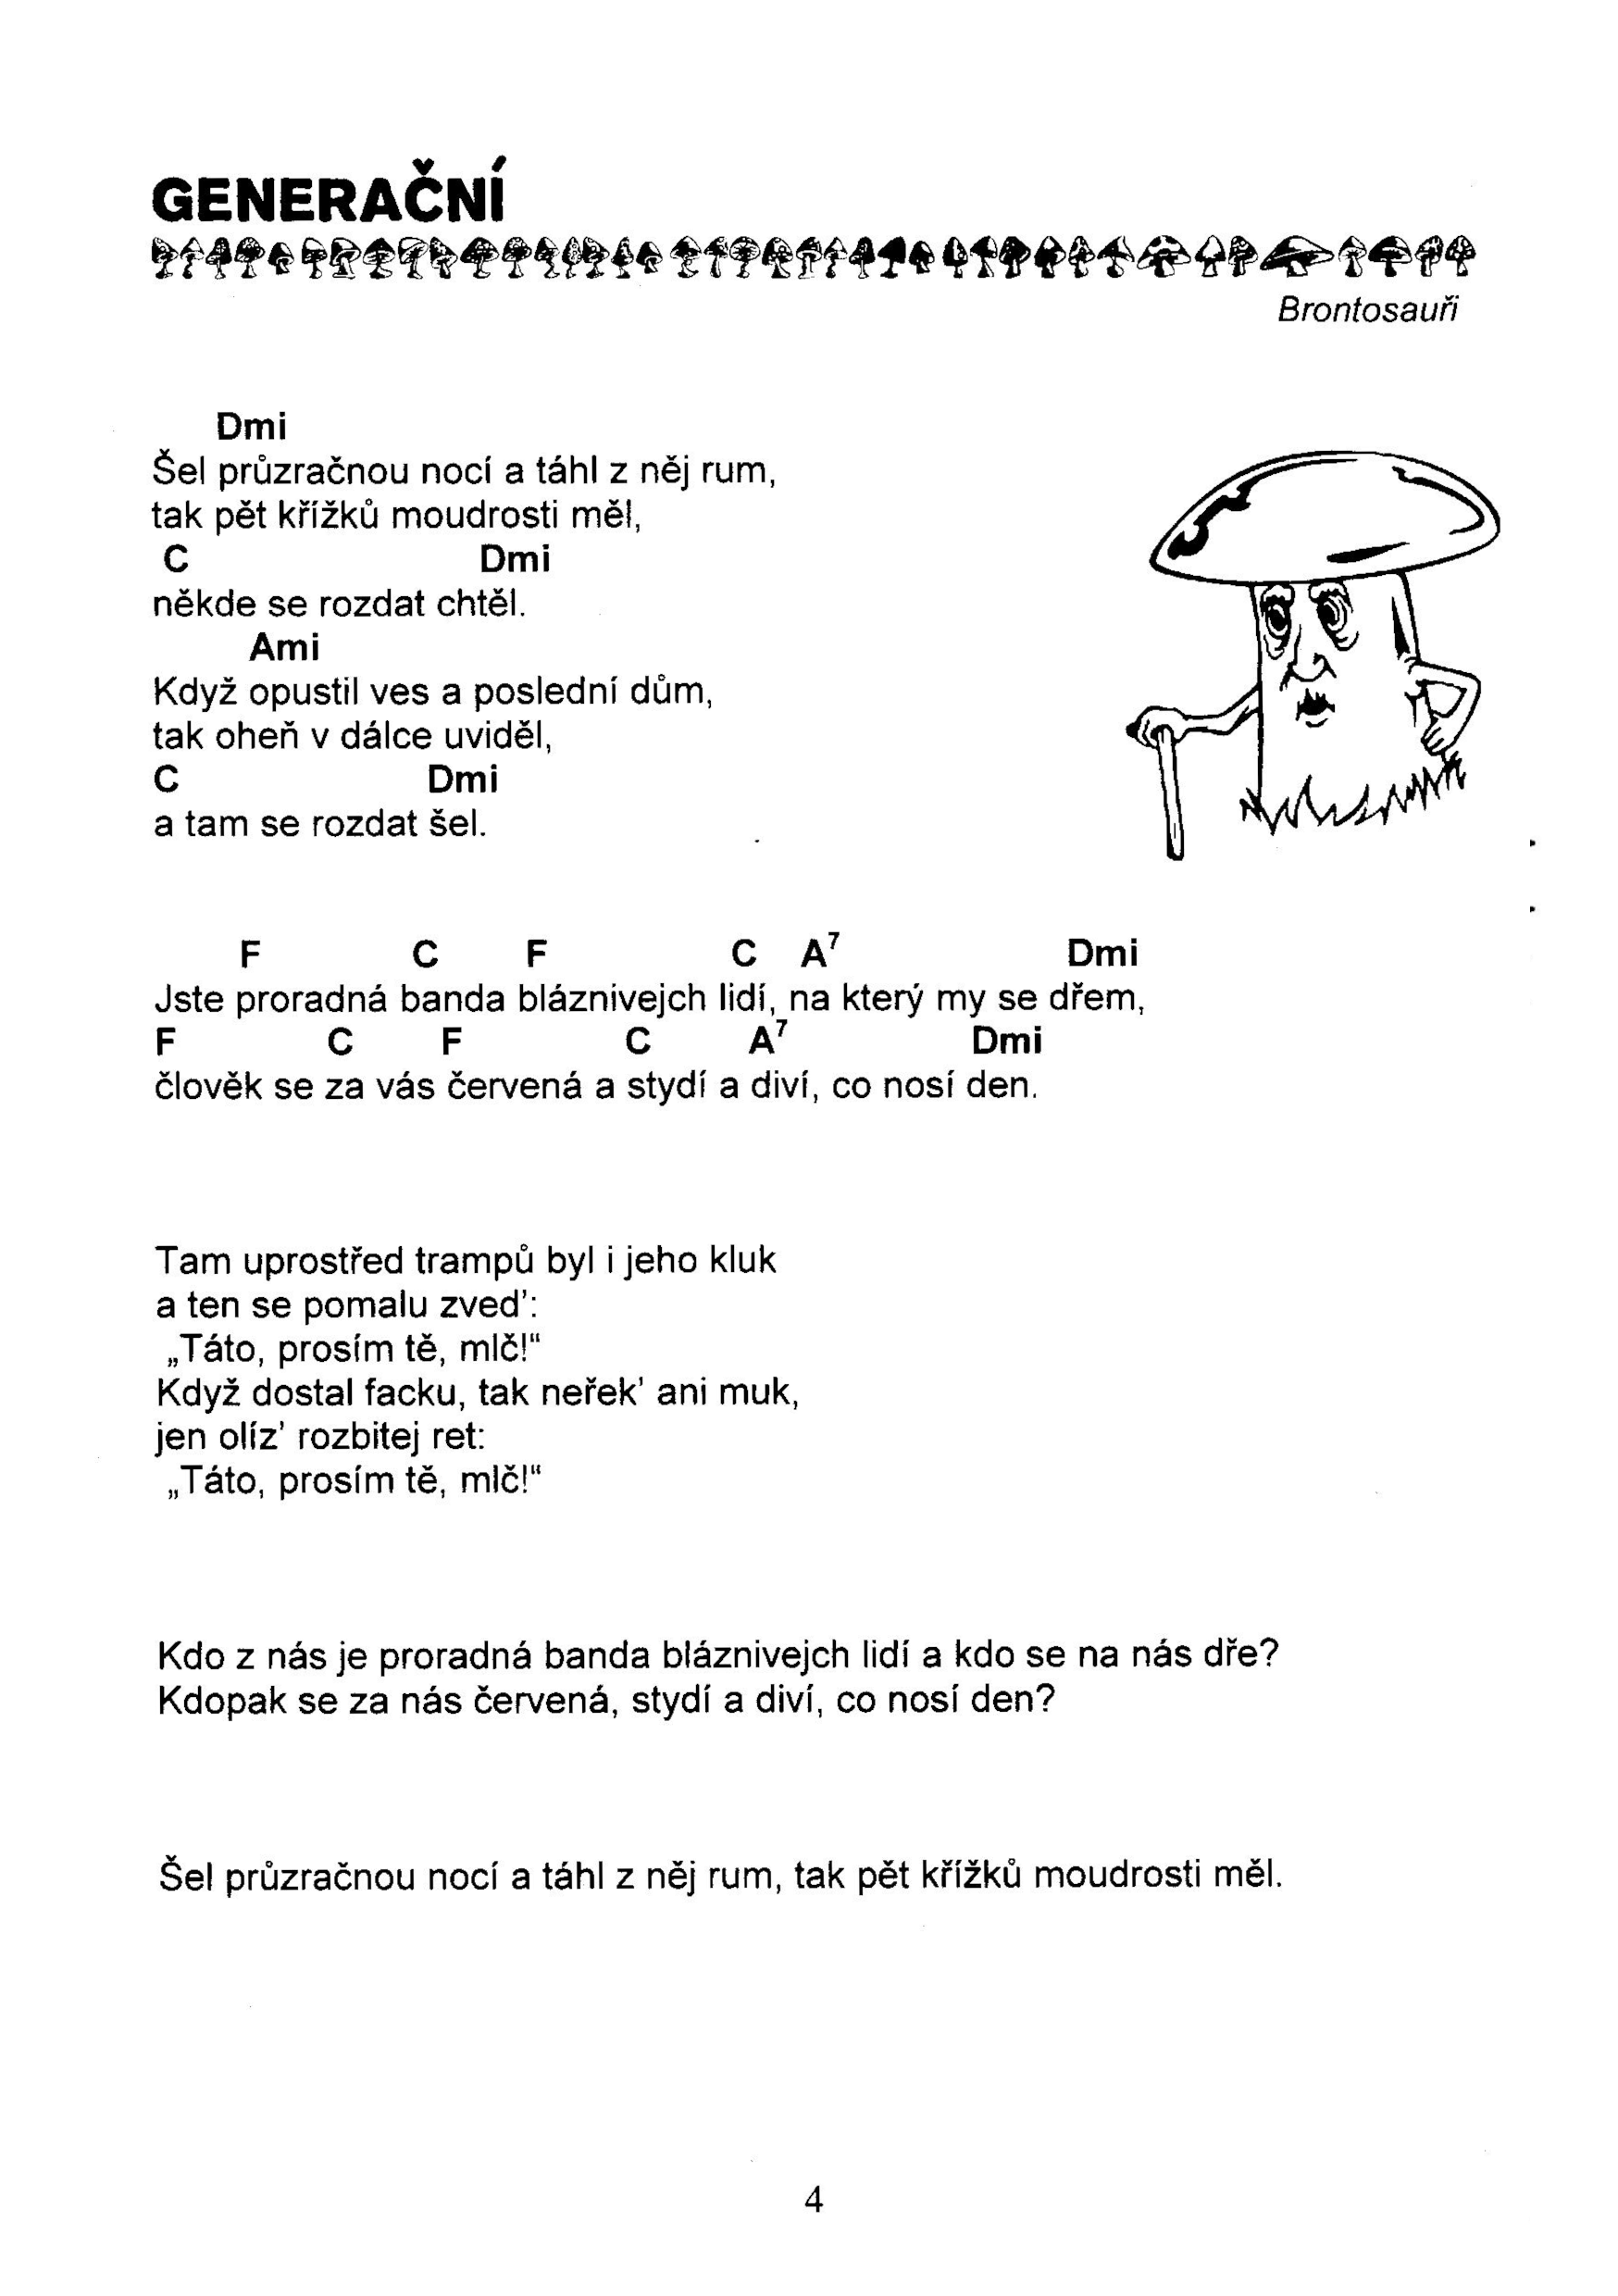 GENERAČNÍ
Brontosauři
Dmi
Šel průzračnou nocí a táhl z něj rum,
tak pět křížků moudrosti měl,
C Dmi
někde se rozdat chtěl.
Ami
Když opustil ves a poslední dům,
tak oheň v dálce uviděl,
C Dmi
a tam se rozdat šel.
F C F C A⁷ Dmi
Jste proradná banda bláznivejch lidí, na který my se dřem,
F C F C A⁷ Dmi
člověk se za vás červená a stydí a diví, co nosí den.
Tam uprostřed trampů byl i jeho kluk
a ten se pomalu zved’:
„Táto, prosím tě, mlč!“
Když dostal facku, tak neřek’ ani muk,
jen olíz’ rozbitej ret:
„Táto, prosím tě, mlč!“
Kdo z nás je proradná banda bláznivejch lidí a kdo se na nás dře?
Kdopak se za nás červená, stydí a diví, co nosí den?
Šel průzračnou nocí a táhl z něj rum, tak pět křížků moudrosti měl.
4